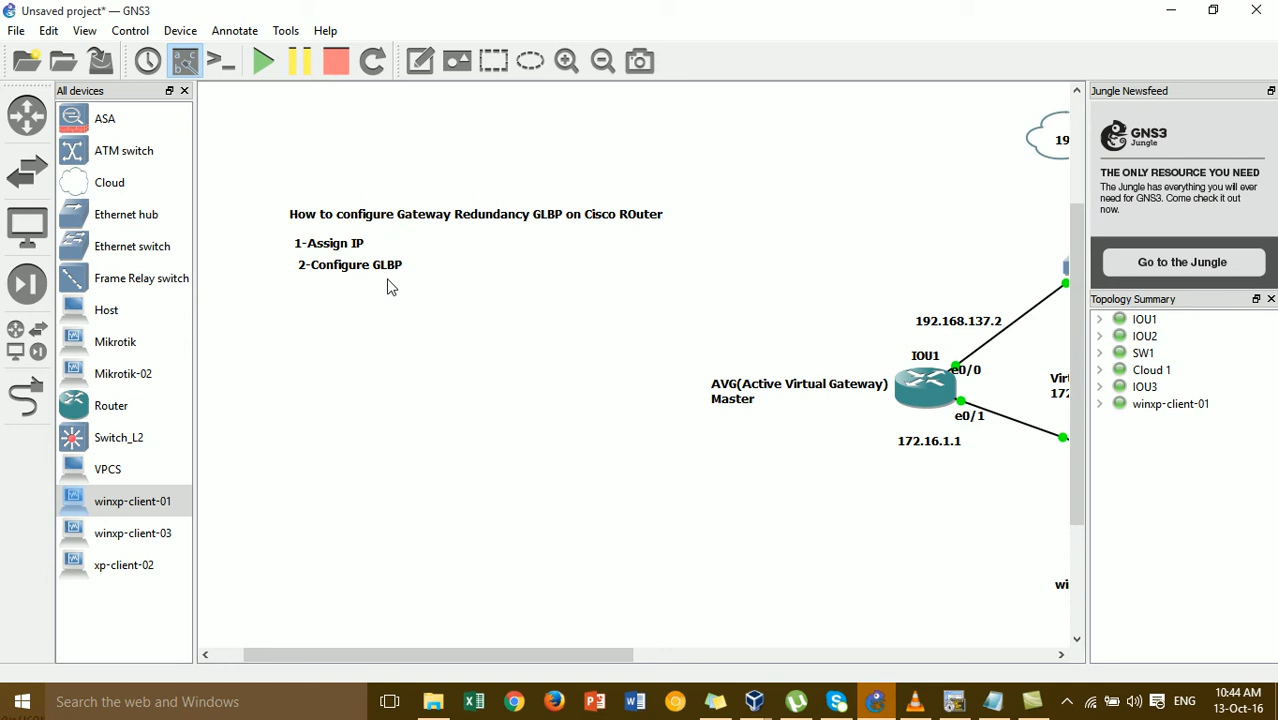 Unsaved project* — GNS3
File Edit View Control Device Annotate Tools Help
All devices
ASA
ATM switch
Cloud
Ethernet hub
Ethernet switch
Frame Relay switch
Host
Mikrotik
Mikrotik-02
Router
Switch_L2
VPCS
winxp-client-01
winxp-client-03
xp-client-02
How to configure Gateway Redundancy GLBP on Cisco ROuter
1-Assign IP
2-Configure GLBP
19
192.168.137.2
IOU1
e0/0
AVG(Active Virtual Gateway)
Master
Virt
172
e0/1
172.16.1.1
wi
Jungle Newsfeed
GNS3
Jungle
THE ONLY RESOURCE YOU NEED
The Jungle has everything you will ever
need for GNS3. Come check it out
now.
Go to the Jungle
Topology Summary
IOU1
IOU2
SW1
Cloud 1
IOU3
winxp-client-01
Search the web and Windows
ENG
10:44 AM
13-Oct-16